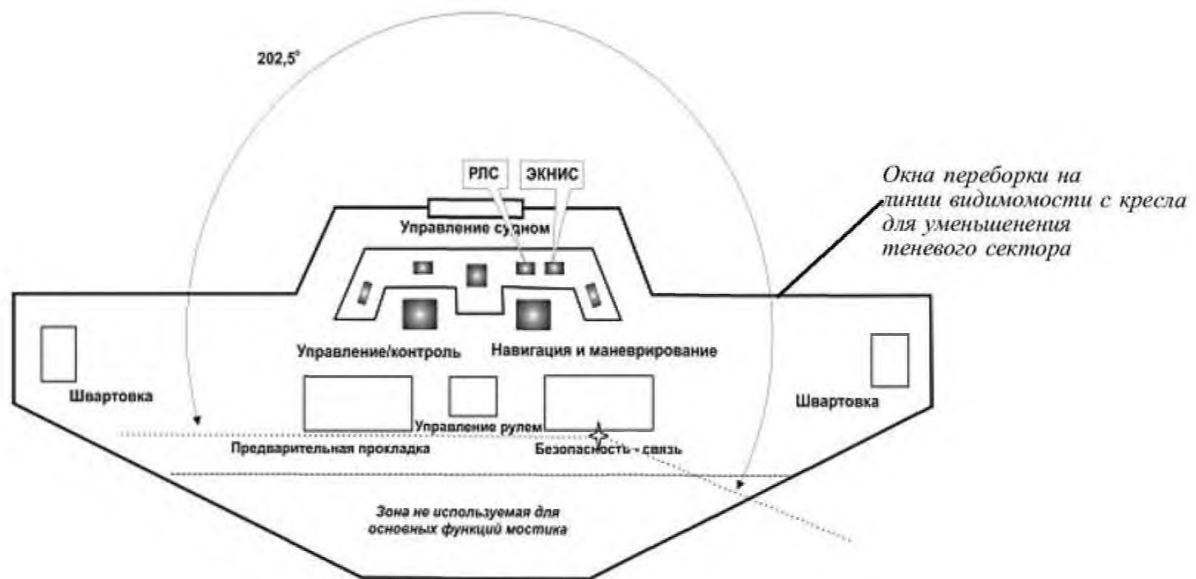 202,5°
РЛС
ЭКНИС
Окна переборки на
линии видимомости с кресла
для уменьшенения
теневого сектора
Управление судном
Управление/контроль
Навигация и маневрирование
Швартовка
Швартовка
Управление рулем
Предварительная прокладка
Безопасность - связь
Зона не используемая для
основных функций мостика